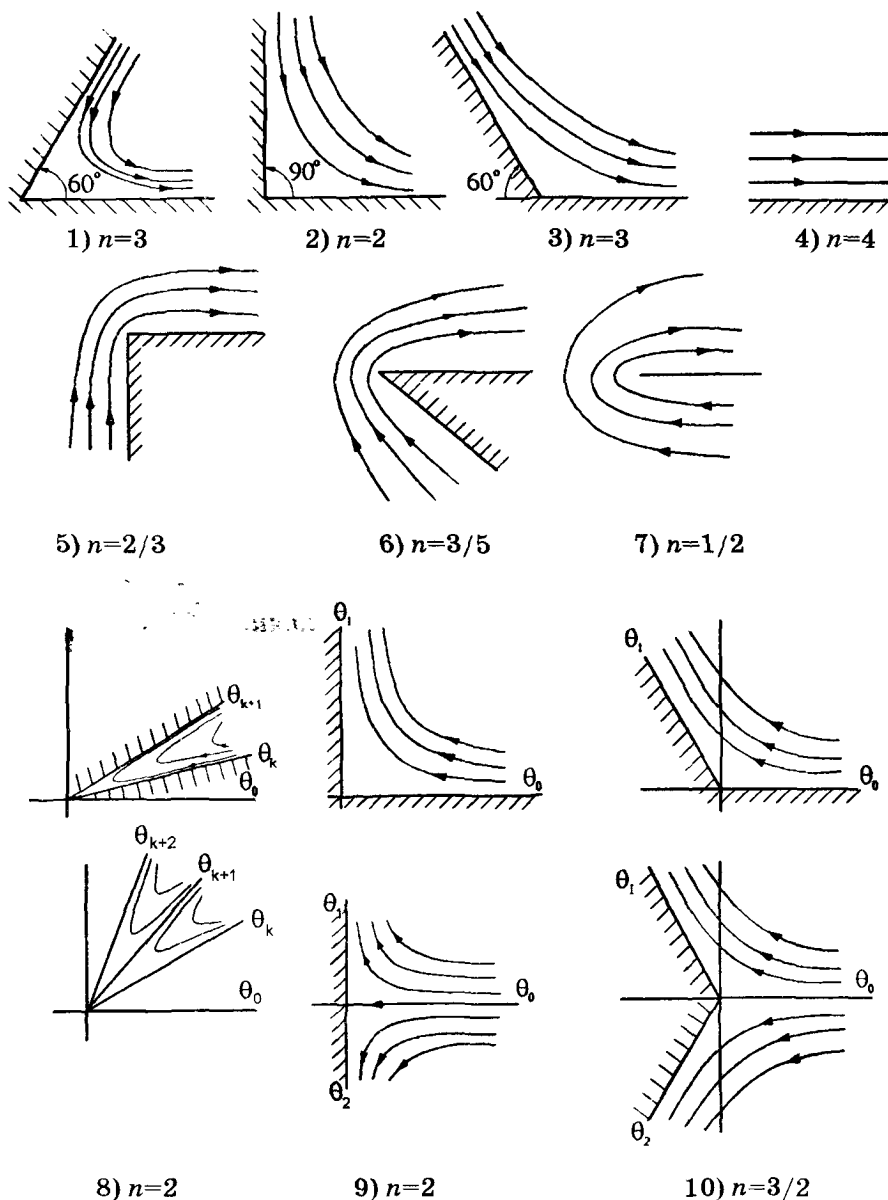 60° 90° 60°
1) n=3 2) n=2 3) n=3 4) n=4
5) n=2/3 6) n=3/5 7) n=1/2
θ₁ θ₁
θₖ₊₁
θₖ
θ₀ θ₀ θ₀
θₖ₊₂
θₖ₊₁ θ₁ θ₁
θₖ
θ₀ θ₀ θ₀
θ₂ θ₂
8) n=2 9) n=2 10) n=3/2